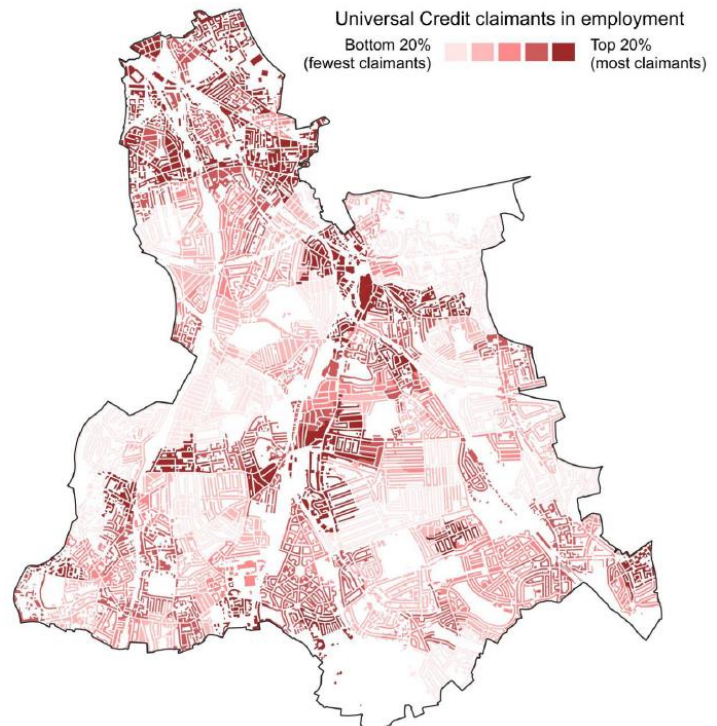 Universal Credit claimants in employment
Bottom 20% Top 20%
(fewest claimants) (most claimants)